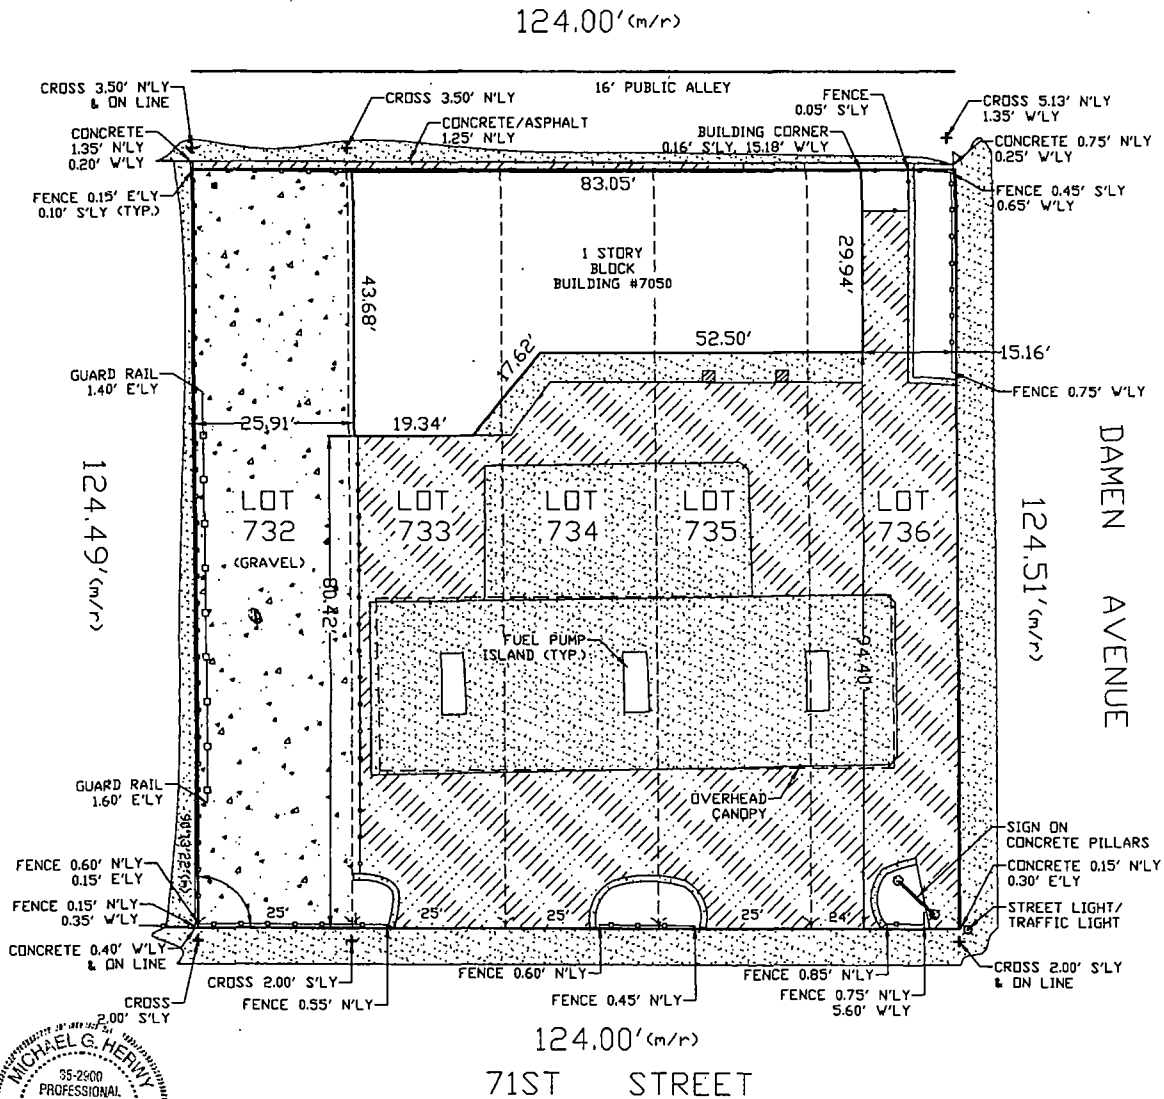 124.00'(m/r)
CROSS 3.50' N'LY
& ON LINE
CROSS 3.50' N'LY
16' PUBLIC ALLEY
FENCE
0.05' S'LY
CROSS 5.13' N'LY
1.35' W'LY
CONCRETE
1.35' N'LY
0.20' W'LY
CONCRETE/ASPHALT
1.25' N'LY
BUILDING CORNER
0.16' S'LY, 15.18' W'LY
CONCRETE 0.75' N'LY
0.25' W'LY
FENCE 0.15' E'LY
0.10' S'LY (TYP.)
83.05'
FENCE 0.45' S'LY
0.65' W'LY
1 STORY
BLOCK
BUILDING #7050
29.94'
43.68'
17.62'
52.50'
15.16'
GUARD RAIL
1.40' E'LY
FENCE 0.75' W'LY
25.91'
19.34'
DAMEN AVENUE
124.49'(m/r)
124.51'(m/r)
LOT
732
(GRAVEL)
LOT
733
LOT
734
LOT
735
LOT
736
80.42'
FUEL PUMP
ISLAND (TYP.)
94.40'
GUARD RAIL
1.60' E'LY
OVERHEAD
CANOPY
SIGN ON
CONCRETE PILLARS
FENCE 0.60' N'LY
0.15' E'LY
CONCRETE 0.15' N'LY
0.30' E'LY
FENCE 0.15' N'LY
0.35' W'LY
25'
25'
25'
25'
24'
STREET LIGHT/
TRAFFIC LIGHT
CONCRETE 0.40' W'LY
& ON LINE
CROSS 2.00' S'LY
FENCE 0.60' N'LY
FENCE 0.85' N'LY
CROSS 2.00' S'LY
& ON LINE
CROSS
2.00' S'LY
FENCE 0.55' N'LY
FENCE 0.45' N'LY
FENCE 0.75' N'LY
5.60' W'LY
124.00'(m/r)
71ST STREET
MICHAEL G. HERWY
35-2900
PROFESSIONAL